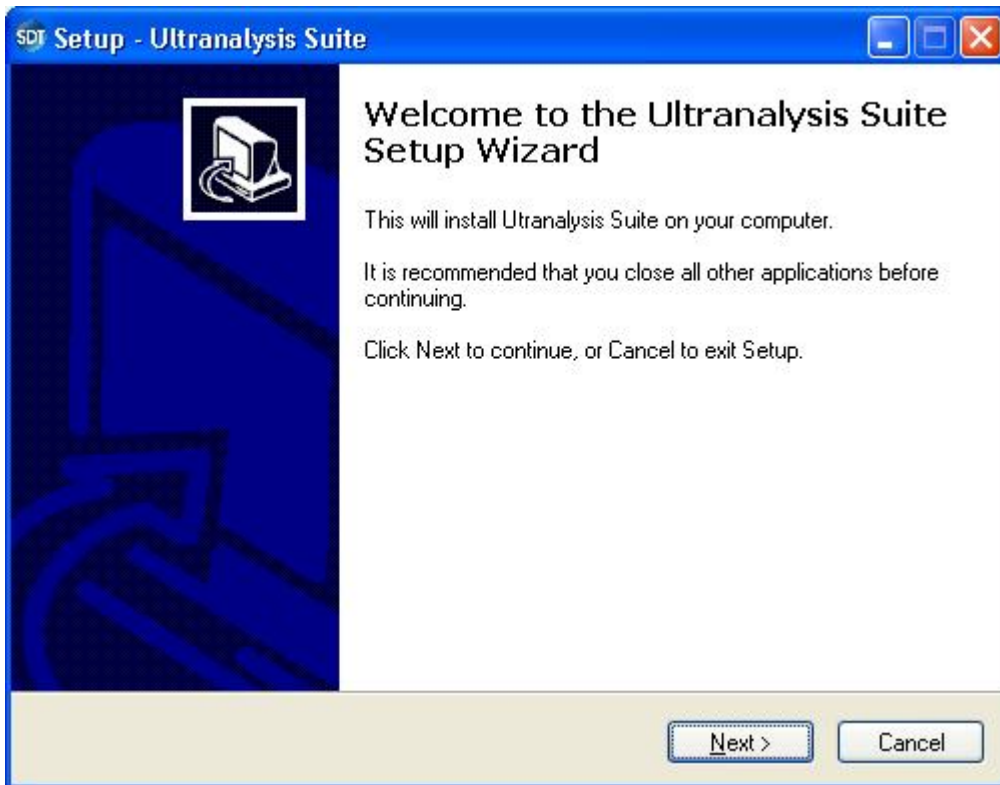 SDT Setup - Ultranalysis Suite
Welcome to the Ultranalysis Suite
Setup Wizard
This will install Utranalysis Suite on your computer.
It is recommended that you close all other applications before
continuing.
Click Next to continue, or Cancel to exit Setup.
Next >
Cancel